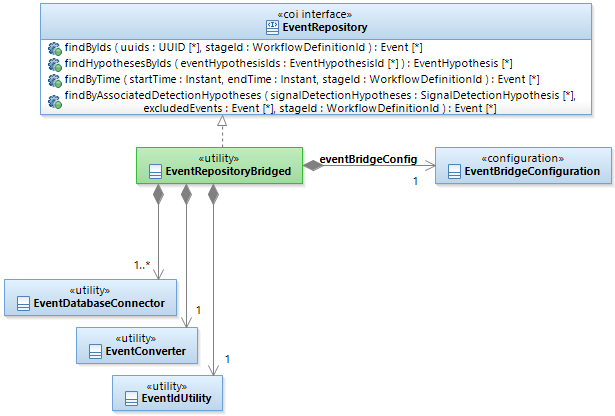 «coi interface»
EventRepository
findByIds ( uuids : UUID [*], stageId : WorkflowDefinitionId ) : Event [*]
findHypothesesByIds ( eventHypothesisIds : EventHypothesisId [*] ) : EventHypothesis [*]
findByTime ( startTime : Instant, endTime : Instant, stageId : WorkflowDefinitionId ) : Event [*]
findByAssociatedDetectionHypotheses ( signalDetectionHypotheses : SignalDetectionHypothesis [*],
excludedEvents : Event [*], stageId : WorkflowDefinitionId ) : Event [*]
«utility»
EventRepositoryBridged
eventBridgeConfig
1
«configuration»
EventBridgeConfiguration
1..*
«utility»
EventDatabaseConnector
1
«utility»
EventConverter
1
«utility»
EventIdUtility